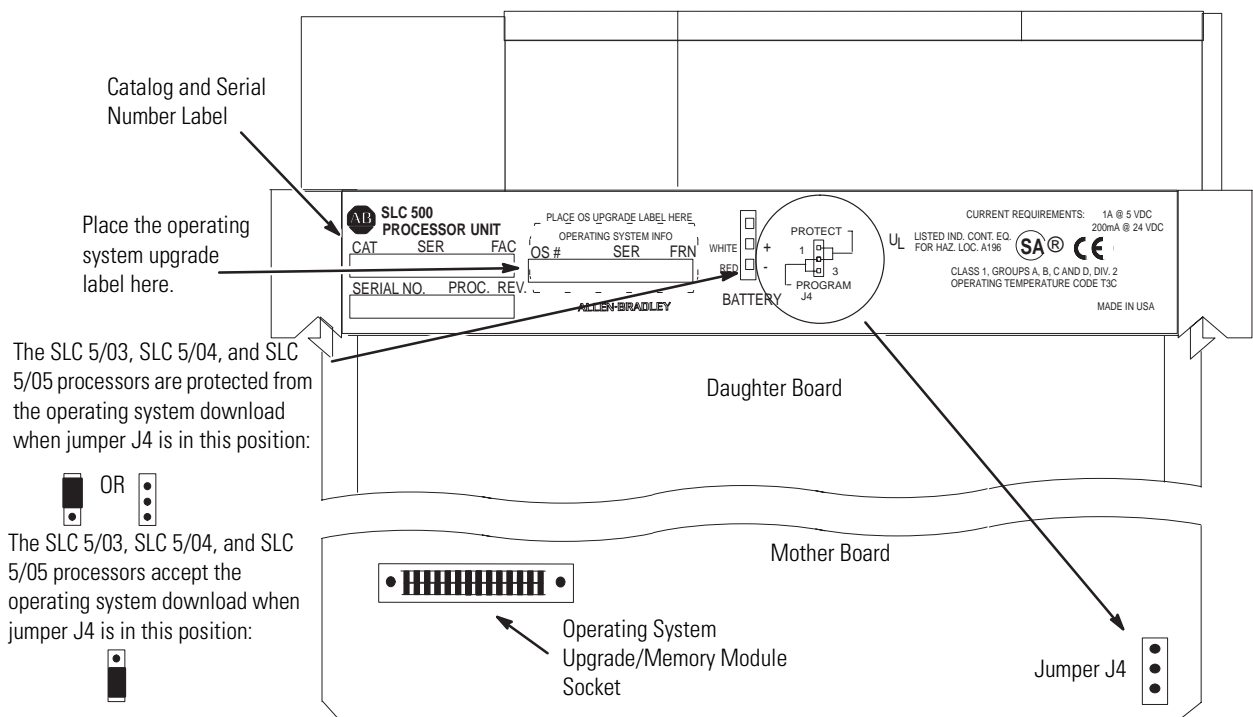 Catalog and Serial
Number Label
Place the operating
system upgrade
label here.
AB
SLC 500
PROCESSOR UNIT
CAT SER FAC
SERIAL NO. PROC. REV.
PLACE OS UPGRADE LABEL HERE
OPERATING SYSTEM INFO
OS # SER FRN
ALLEN-BRADLEY
WHITE +
RED -
BATTERY
PROTECT
1
3
PROGRAM
J4
UL
LISTED IND. CONT. EQ.
FOR HAZ. LOC. A196
SA ®
CE
CURRENT REQUIREMENTS: 1A @ 5 VDC
200mA @ 24 VDC
CLASS 1, GROUPS A, B, C AND D, DIV. 2
OPERATING TEMPERATURE CODE T3C
MADE IN USA
The SLC 5/03, SLC 5/04, and SLC
5/05 processors are protected from
the operating system download
when jumper J4 is in this position:
OR
The SLC 5/03, SLC 5/04, and SLC
5/05 processors accept the
operating system download when
jumper J4 is in this position:
Daughter Board
Mother Board
Operating System
Upgrade/Memory Module
Socket
Jumper J4